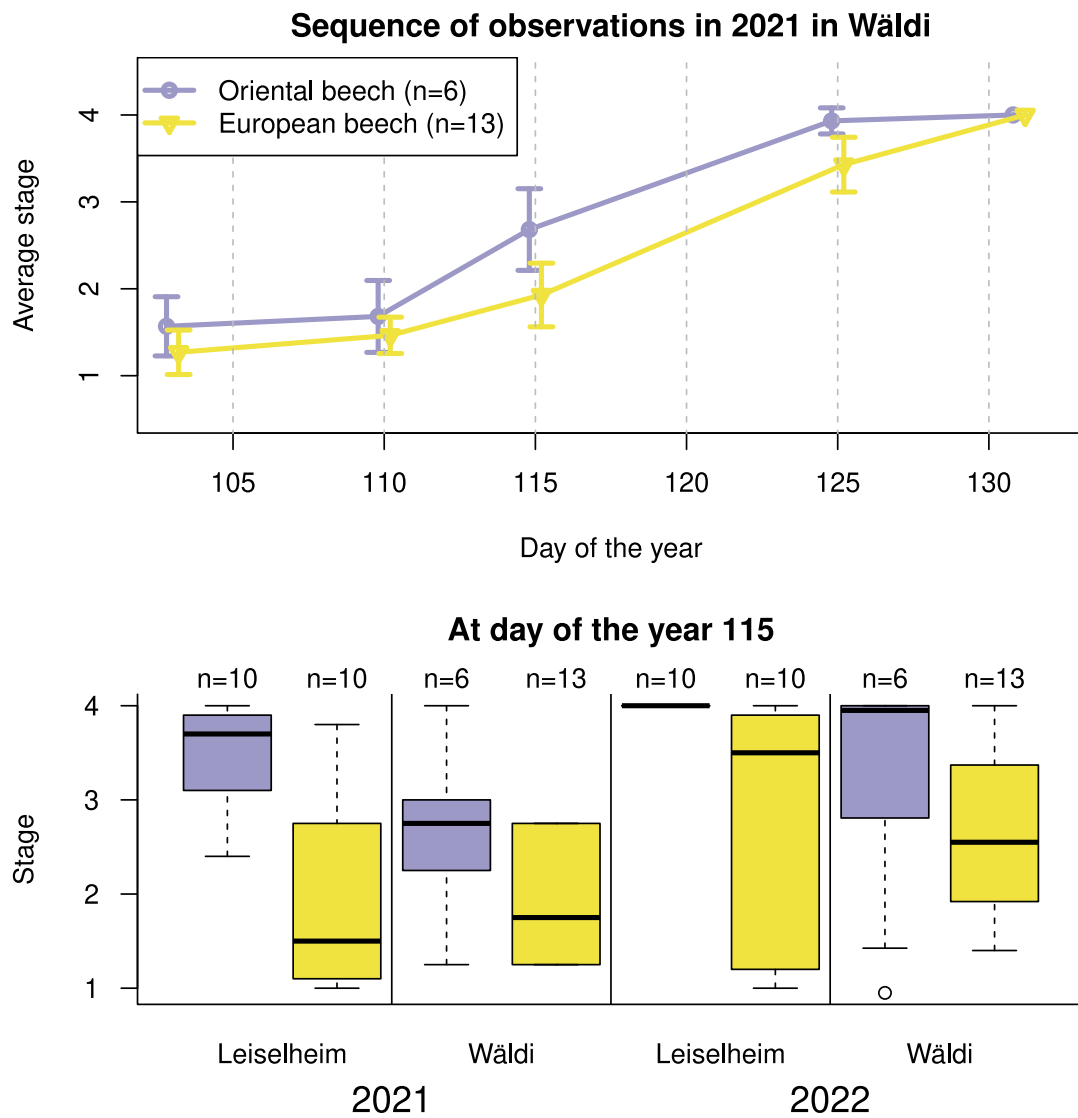 Sequence of observations in 2021 in Wäldi
Oriental beech (n=6)
European beech (n=13)
Average stage
4
3
2
1
105 110 115 120 125 130
Day of the year
At day of the year 115
n=10 n=10 n=6 n=13 n=10 n=10 n=6 n=13
Stage
4
3
2
1
Leiselheim Wäldi Leiselheim Wäldi
2021 2022